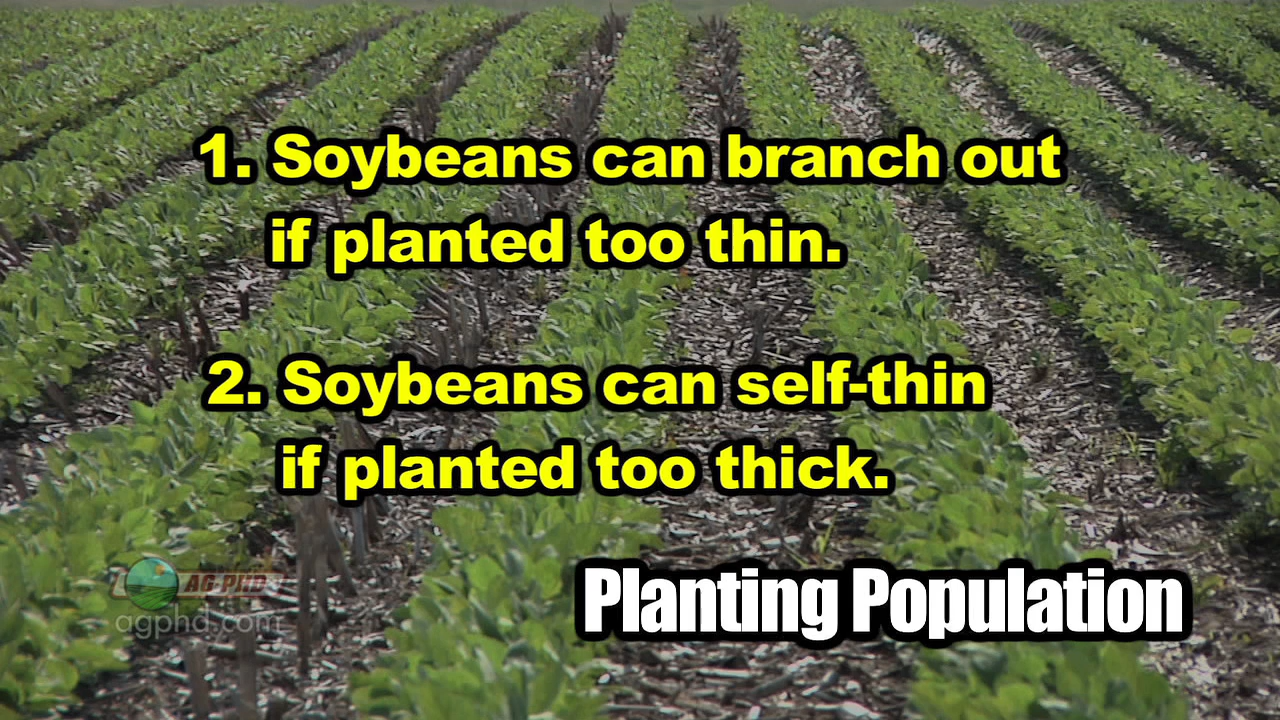 1. Soybeans can branch out
if planted too thin.
2. Soybeans can self-thin
if planted too thick.
Planting Population
AG PHD
agphd.com